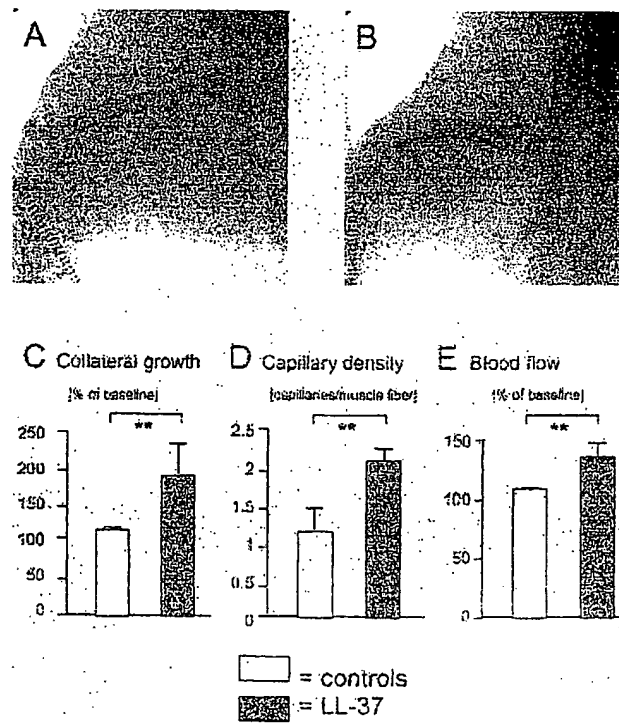 A B
C Collateral growth D Capillary density E Blood flow
[% of baseline] [capillaries/muscle fiber] [% of baseline]
** ** **
250 2.5 150
200 2
150 1.5 100
100 1
50 0.5 50
0 0 0
= controls
= LL-37